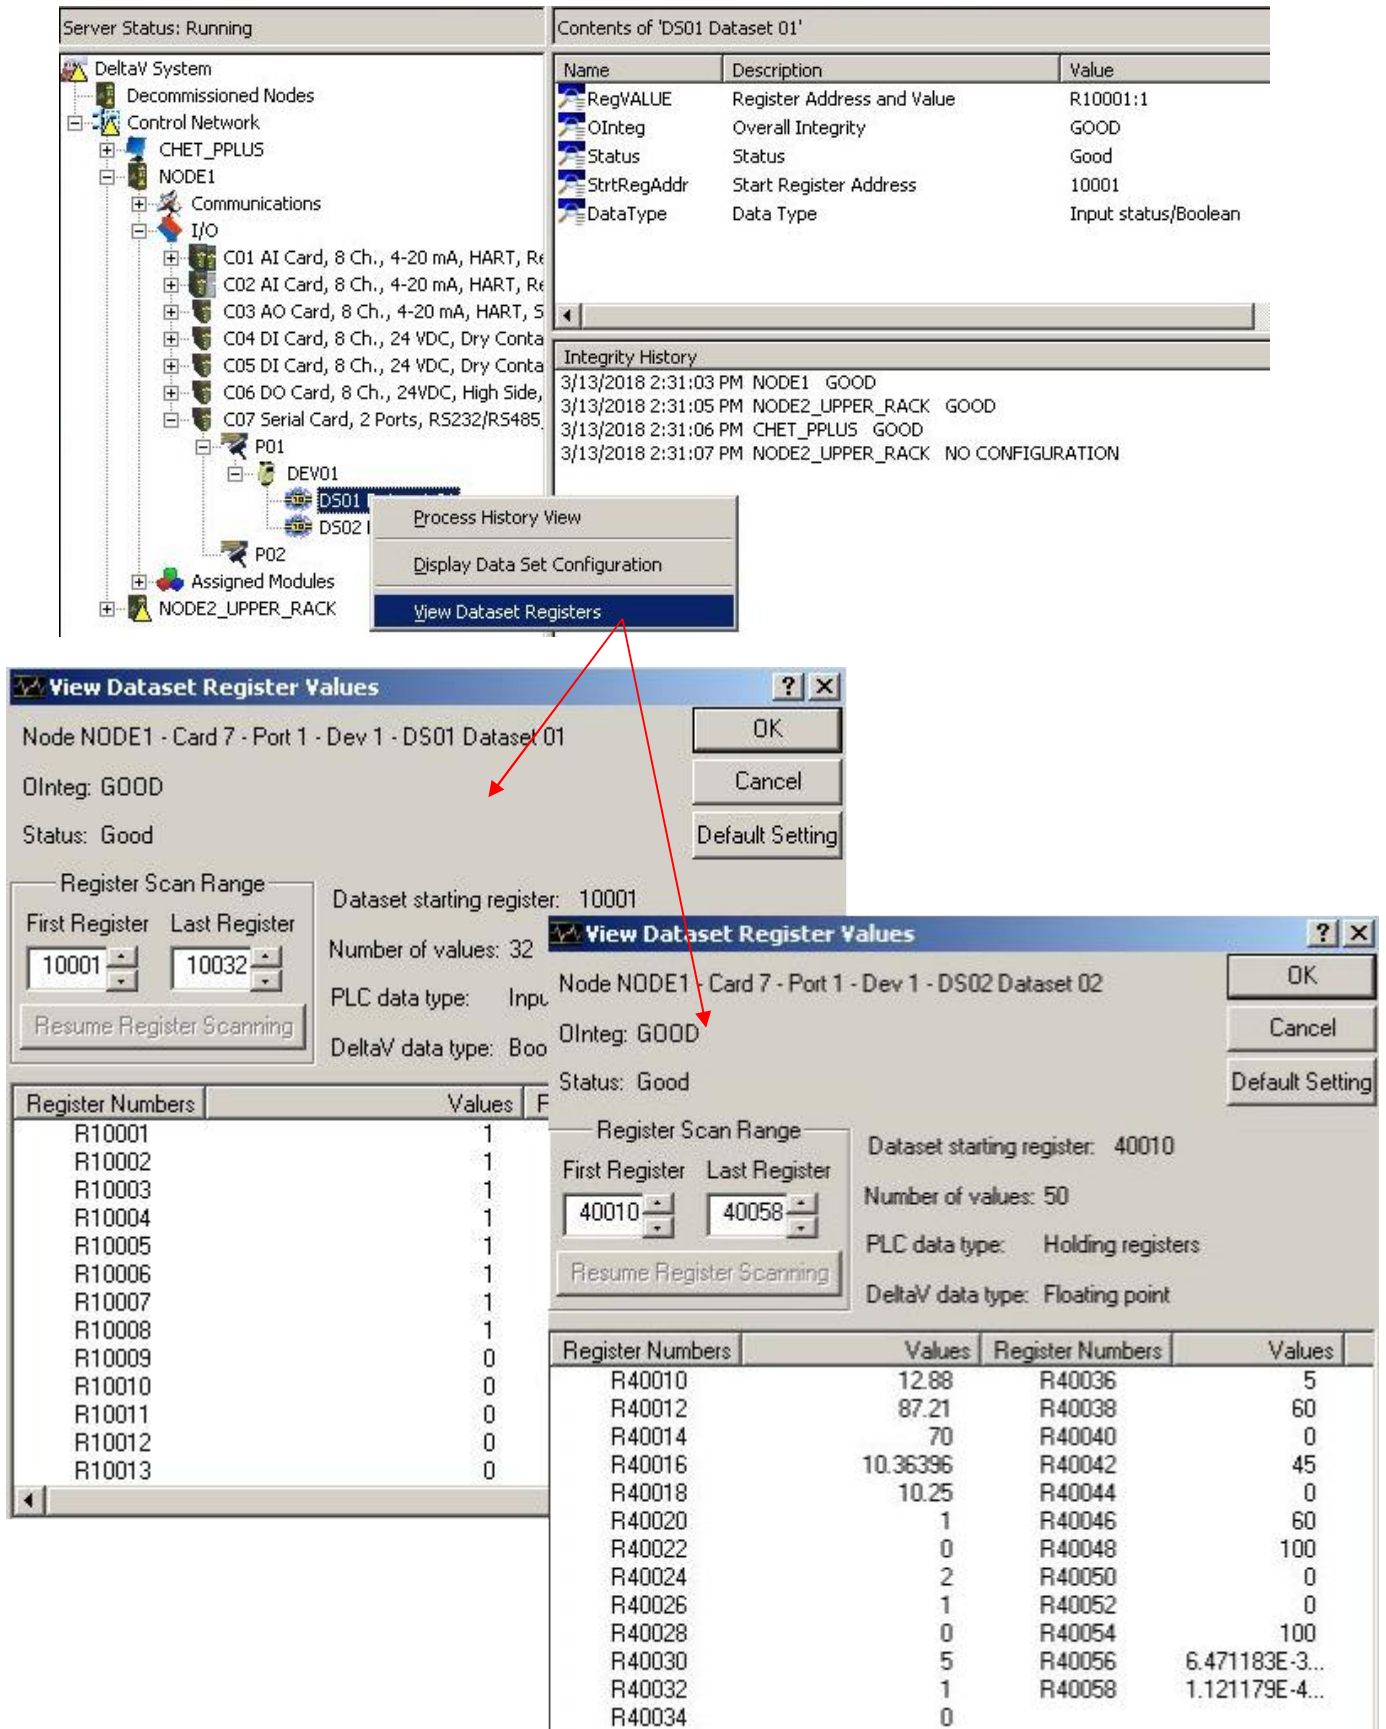 Server Status: Running
Contents of 'DS01 Dataset 01'
DeltaV System
Decommissioned Nodes
Control Network
CHET_PPLUS
NODE1
Communications
I/O
C01 AI Card, 8 Ch., 4-20 mA, HART, Re
C02 AI Card, 8 Ch., 4-20 mA, HART, Re
C03 AO Card, 8 Ch., 4-20 mA, HART, S
C04 DI Card, 8 Ch., 24 VDC, Dry Conta
C05 DI Card, 8 Ch., 24 VDC, Dry Conta
C06 DO Card, 8 Ch., 24VDC, High Side,
C07 Serial Card, 2 Ports, RS232/RS485,
P01
DEV01
DS01
DS02
P02
Assigned Modules
NODE2_UPPER_RACK
Name Description Value
RegVALUE Register Address and Value R10001:1
OInteg Overall Integrity GOOD
Status Status Good
StrtRegAddr Start Register Address 10001
DataType Data Type Input status/Boolean
Integrity History
3/13/2018 2:31:03 PM NODE1 GOOD
3/13/2018 2:31:05 PM NODE2_UPPER_RACK GOOD
3/13/2018 2:31:06 PM CHET_PPLUS GOOD
3/13/2018 2:31:07 PM NODE2_UPPER_RACK NO CONFIGURATION
Process History View
Display Data Set Configuration
View Dataset Registers
View Dataset Register Values
Node NODE1 - Card 7 - Port 1 - Dev 1 - DS01 Dataset 01
OInteg: GOOD
Status: Good
OK
Cancel
Default Setting
Register Scan Range
First Register Last Register
10001 10032
Resume Register Scanning
Dataset starting register: 10001
Number of values: 32
PLC data type: Inpu
DeltaV data type: Boo
Register Numbers Values F
R10001 1
R10002 1
R10003 1
R10004 1
R10005 1
R10006 1
R10007 1
R10008 1
R10009 0
R10010 0
R10011 0
R10012 0
R10013 0
View Dataset Register Values
Node NODE1 - Card 7 - Port 1 - Dev 1 - DS02 Dataset 02
OInteg: GOOD
Status: Good
OK
Cancel
Default Setting
Register Scan Range
First Register Last Register
40010 40058
Resume Register Scanning
Dataset starting register: 40010
Number of values: 50
PLC data type: Holding registers
DeltaV data type: Floating point
Register Numbers Values Register Numbers Values
R40010 12.88 R40036 5
R40012 87.21 R40038 60
R40014 70 R40040 0
R40016 10.36396 R40042 45
R40018 10.25 R40044 0
R40020 1 R40046 60
R40022 0 R40048 100
R40024 2 R40050 0
R40026 1 R40052 0
R40028 0 R40054 100
R40030 5 R40056 6.471183E-3...
R40032 1 R40058 1.121179E-4...
R40034 0